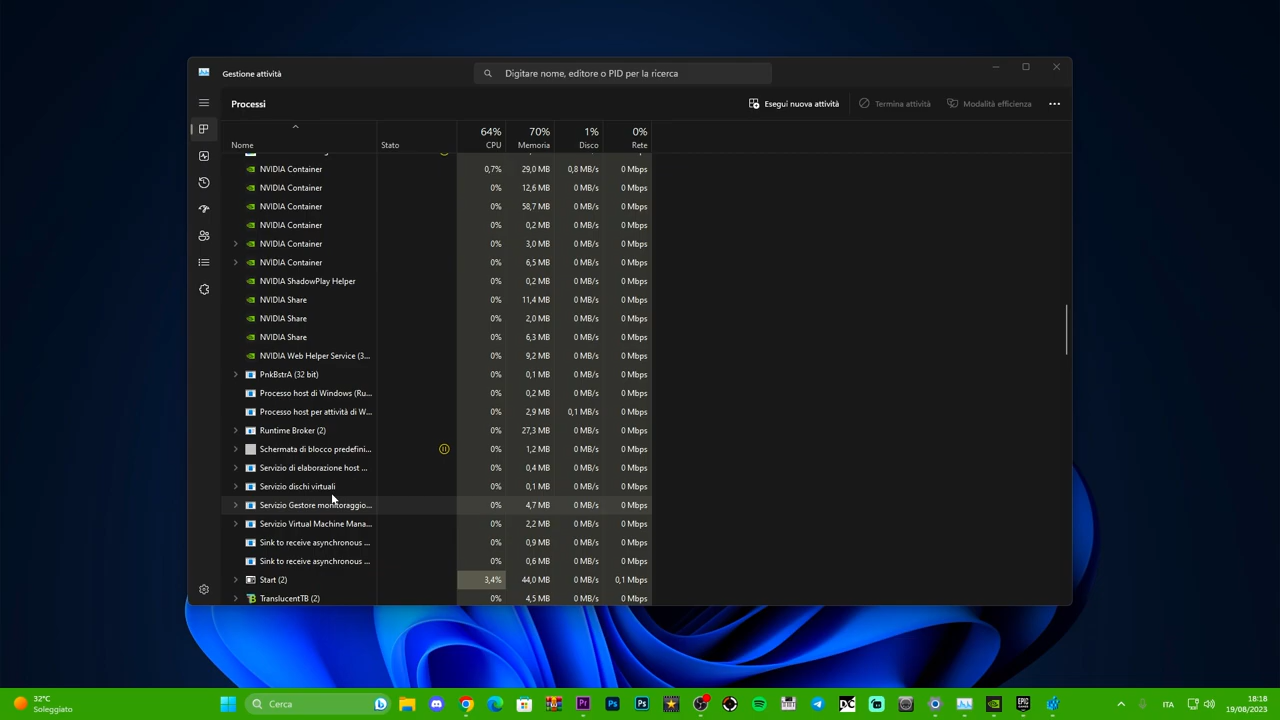 Gestione attività
Digitare nome, editore o PID per la ricerca
Processi
Esegui nuova attività
Termina attività
Modalità efficienza
64% 70% 1% 0%
Nome Stato CPU Memoria Disco Rete
NVIDIA Container 0,7% 29,0 MB 0,8 MB/s 0 Mbps
NVIDIA Container 0% 12,6 MB 0 MB/s 0 Mbps
NVIDIA Container 0% 58,7 MB 0 MB/s 0 Mbps
NVIDIA Container 0% 0,2 MB 0 MB/s 0 Mbps
NVIDIA Container 0% 3,0 MB 0 MB/s 0 Mbps
NVIDIA Container 0% 6,5 MB 0 MB/s 0 Mbps
NVIDIA ShadowPlay Helper 0% 0,2 MB 0 MB/s 0 Mbps
NVIDIA Share 0% 11,4 MB 0 MB/s 0 Mbps
NVIDIA Share 0% 2,0 MB 0 MB/s 0 Mbps
NVIDIA Share 0% 6,3 MB 0 MB/s 0 Mbps
NVIDIA Web Helper Service (3... 0% 9,2 MB 0 MB/s 0 Mbps
PnkBstrA (32 bit) 0% 0,1 MB 0 MB/s 0 Mbps
Processo host di Windows (Ru... 0% 0,2 MB 0 MB/s 0 Mbps
Processo host per attività di W... 0% 2,9 MB 0,1 MB/s 0 Mbps
Runtime Broker (2) 0% 27,3 MB 0 MB/s 0 Mbps
Schermata di blocco predefini... 0% 1,2 MB 0 MB/s 0 Mbps
Servizio di elaborazione host ... 0% 0,4 MB 0 MB/s 0 Mbps
Servizio dischi virtuali 0% 0,1 MB 0 MB/s 0 Mbps
Servizio Gestore monitoraggio... 0% 4,7 MB 0 MB/s 0 Mbps
Servizio Virtual Machine Mana... 0% 2,2 MB 0 MB/s 0 Mbps
Sink to receive asynchronous ... 0% 0,9 MB 0 MB/s 0 Mbps
Sink to receive asynchronous ... 0% 0,6 MB 0 MB/s 0 Mbps
Start (2) 3,4% 44,0 MB 0 MB/s 0,1 Mbps
TranslucentTB (2) 0% 4,5 MB 0 MB/s 0 Mbps
32°C
Soleggiato
Cerca
Pr
Ps
Ps
DC
EPIC
ITA
18:18
19/08/2023